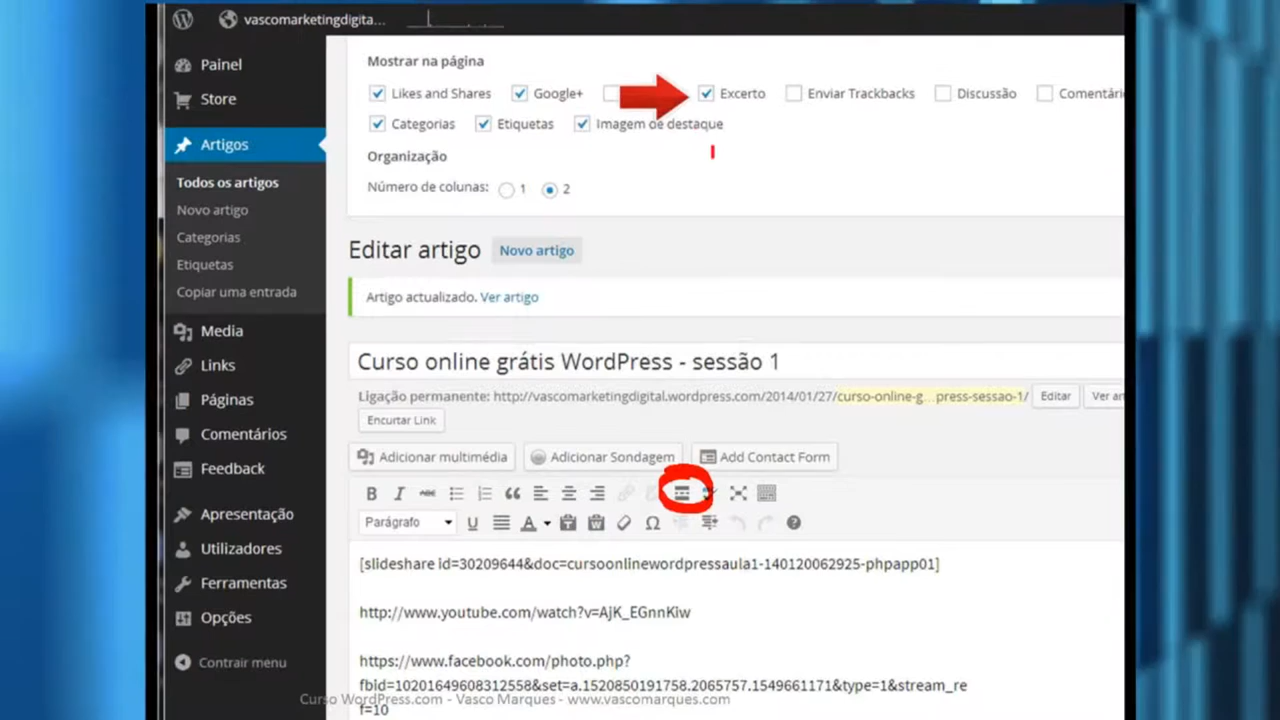 vascomarketingdigita...
Painel
Store
Artigos
Todos os artigos
Novo artigo
Categorias
Etiquetas
Copiar uma entrada
Media
Links
Páginas
Comentários
Feedback
Apresentação
Utilizadores
Ferramentas
Opções
Contrair menu
Mostrar na página
Likes and Shares Google+ Excerto Enviar Trackbacks Discussão Comentári
Categorias Etiquetas Imagem de destaque
Organização
Número de colunas: 1 2
Editar artigo Novo artigo
Artigo actualizado. Ver artigo
Curso online grátis WordPress - sessão 1
Ligação permanente: http://vascomarketingdigital.wordpress.com/2014/01/27/curso-online-g...press-sessao-1/ Editar Ver an
Encurtar Link
Adicionar multimédia Adicionar Sondagem Add Contact Form
B I ABC
Parágrafo U A T W Ω ?
[slideshare id=30209644&doc=cursoonlinewordpressaula1-140120062925-phpapp01]
http://www.youtube.com/watch?v=AjK_EGnnKiw
https://www.facebook.com/photo.php?
fbid=10201649608312558&set=a.1520850191758.2065757.1549661171&type=1&stream_re
f=10
Curso WordPress.com - Vasco Marques - www.vascomarques.com